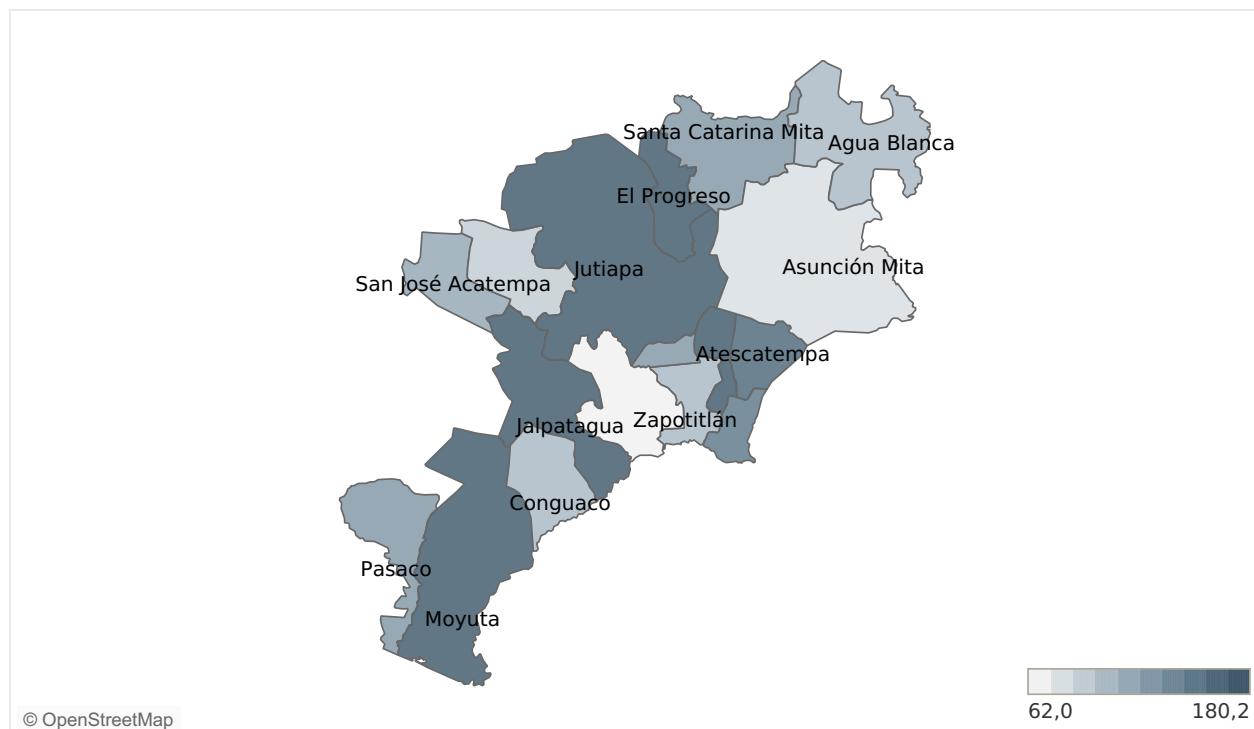 Santa Catarina Mita
Agua Blanca
El Progreso
Asunción Mita
Jutiapa
San José Acatempa
Atescatempa
Zapotitlán
Jalpatagua
Conguaco
Pasaco
Moyuta
62,0
180,2
© OpenStreetMap